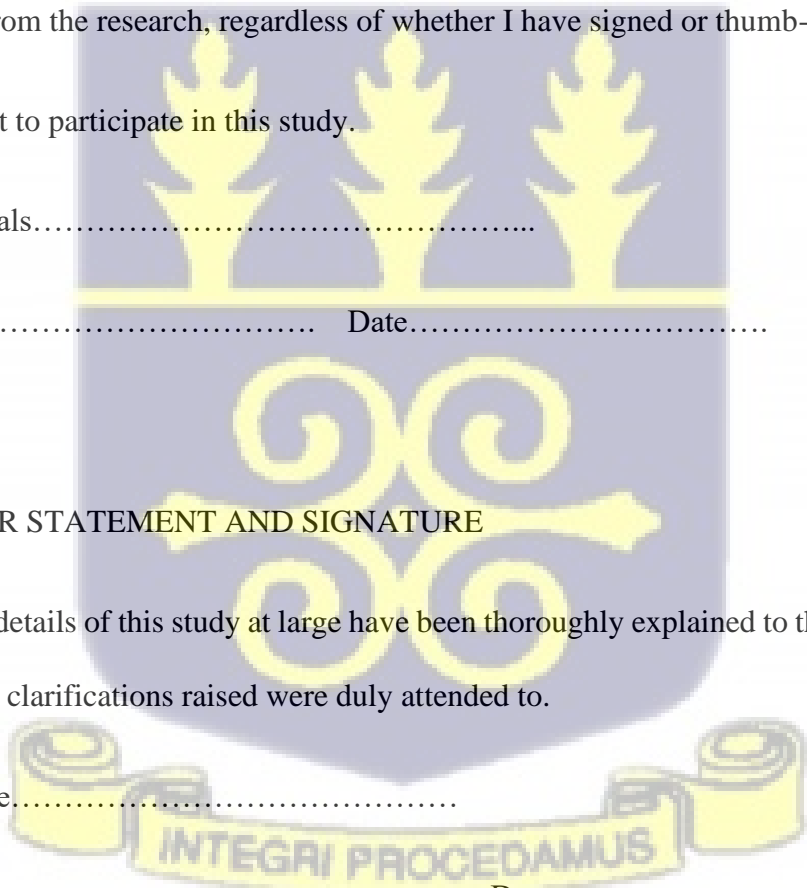 rom the research, regardless of whether I have signed or thumb-
t to participate in this study.
als…………………………………………...
…………………………. Date…………………………….
R STATEMENT AND SIGNATURE
details of this study at large have been thoroughly explained to th
clarifications raised were duly attended to.
e……………………………………
INTEGRI PROCEDAMUS